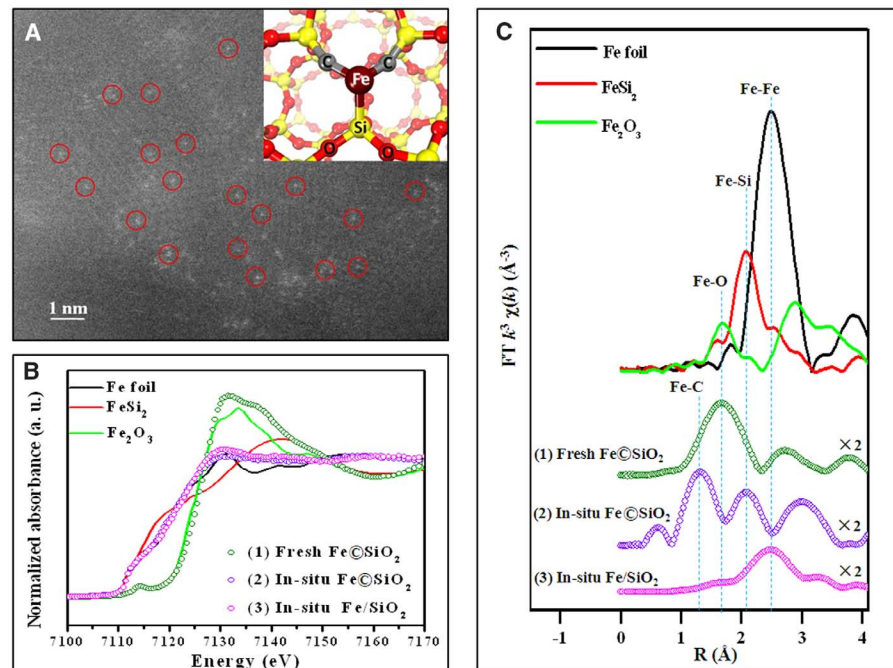 A
C
Fe
C
Si
O
O
1 nm
B
Fe foil
FeSi2
Fe2O3
(1) Fresh Fe©SiO2
(2) In-situ Fe©SiO2
(3) In-situ Fe/SiO2
Normalized absorbance (a. u.)
7100 7110 7120 7130 7140 7150 7160 7170
Energy (eV)
C
Fe foil
FeSi2
Fe2O3
Fe-Fe
Fe-Si
Fe-O
Fe-C
(1) Fresh Fe©SiO2
×2
(2) In-situ Fe©SiO2
×2
(3) In-situ Fe/SiO2
×2
FT k³ χ(k) (Å-³)
-1 0 1 2 3 4
R (Å)